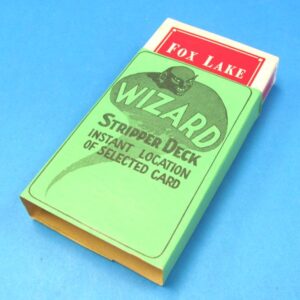 FOX LAKE
WIZARD
STRIPPER DECK
INSTANT LOCATION
OF SELECTED CARD